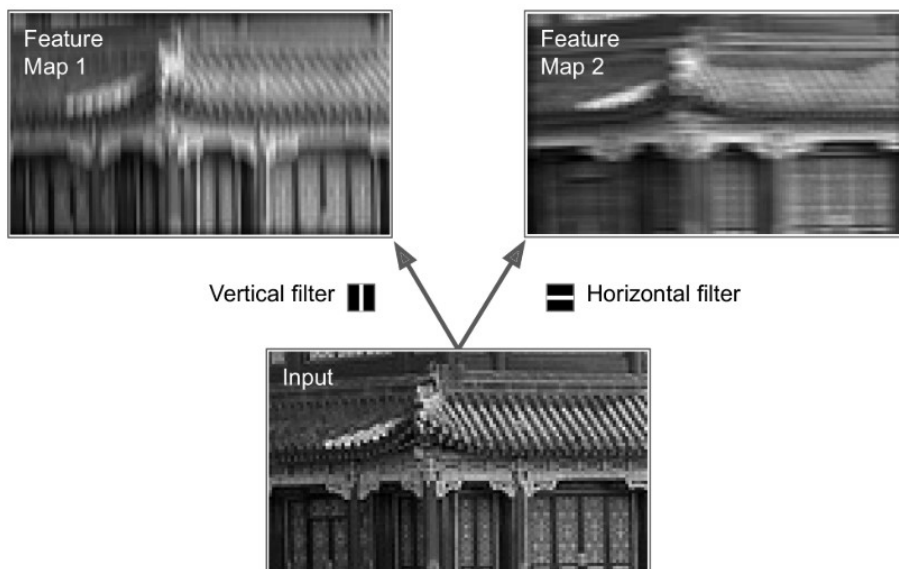 Feature
Map 1
Feature
Map 2
Vertical filter
Horizontal filter
Input